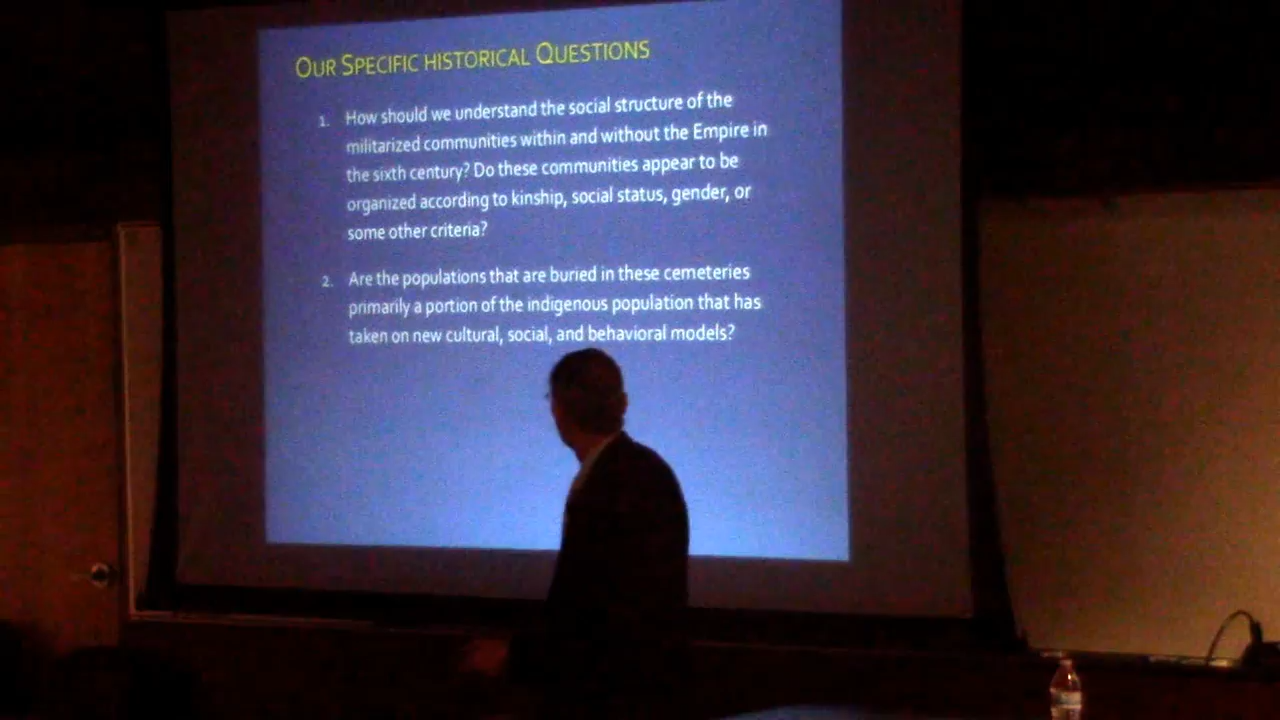 OUR SPECIFIC HISTORICAL QUESTIONS
1. How should we understand the social structure of the
militarized communities within and without the Empire in
the sixth century? Do these communities appear to be
organized according to kinship, social status, gender, or
some other criteria?
2. Are the populations that are buried in these cemeteries
primarily a portion of the indigenous population that has
taken on new cultural, social, and behavioral models?